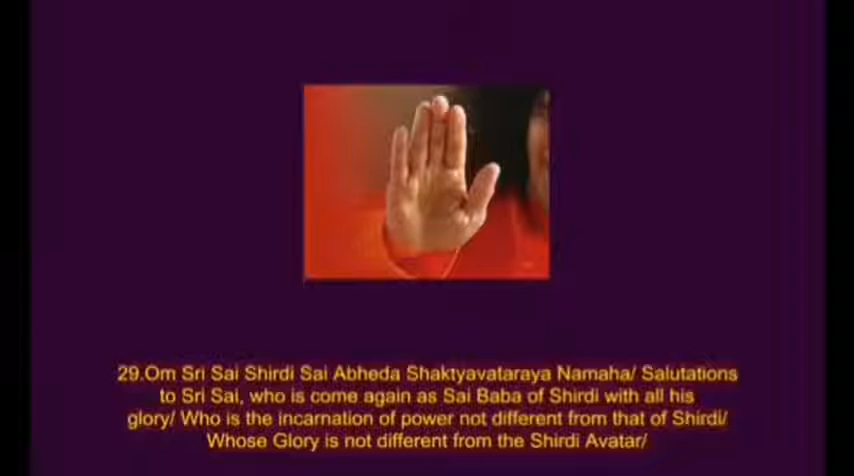 29.Om Sri Sai Shirdi Sai Abheda Shaktyavataraya Namaha/ Salutations
to Sri Sai, who is come again as Sai Baba of Shirdi with all his
glory/ Who is the incarnation of power not different from that of Shirdi/
Whose Glory is not different from the Shirdi Avatar/